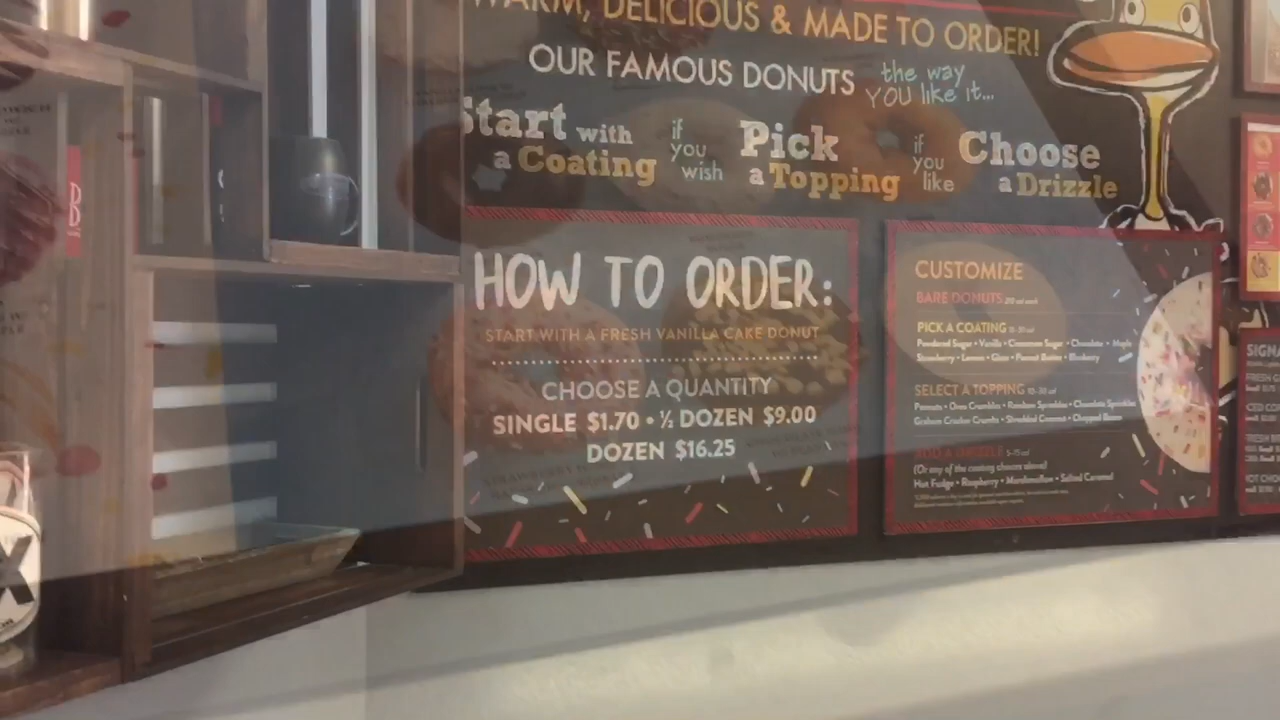 WARM, DELICIOUS & MADE TO ORDER!
OUR FAMOUS DONUTS the way YOU like it...
Start with a Coating if you wish Pick a Topping if you like Choose a Drizzle
HOW TO ORDER:
START WITH A FRESH VANILLA CAKE DONUT
CHOOSE A QUANTITY
SINGLE $1.70 • ½ DOZEN $9.00
DOZEN $16.25
CUSTOMIZE
BARE DONUTS
PICK A COATING
Powdered Sugar • Vanilla • Cinnamon Sugar • Chocolate • Maple
Strawberry • Lemon • Glaze • Peanut Butter • Blueberry
SELECT A TOPPING
Peanuts • Oreo Crumbles • Rainbow Sprinkles • Chocolate Sprinkles
Graham Cracker Crumbs • Shredded Coconut • Chopped Bacon
ADD A DRIZZLE
(Or any of the coating choices above)
Hot Fudge • Raspberry • Marshmallow • Salted Caramel